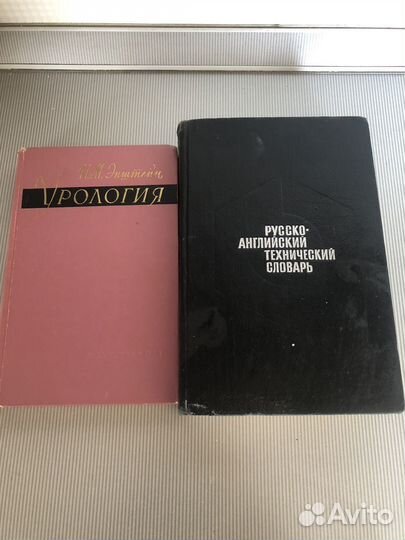 И.М. Эпштейн
УРОЛОГИЯ
РУССКО-
АНГЛИЙСКИЙ
ТЕХНИЧЕСКИЙ
СЛОВАРЬ
Avito